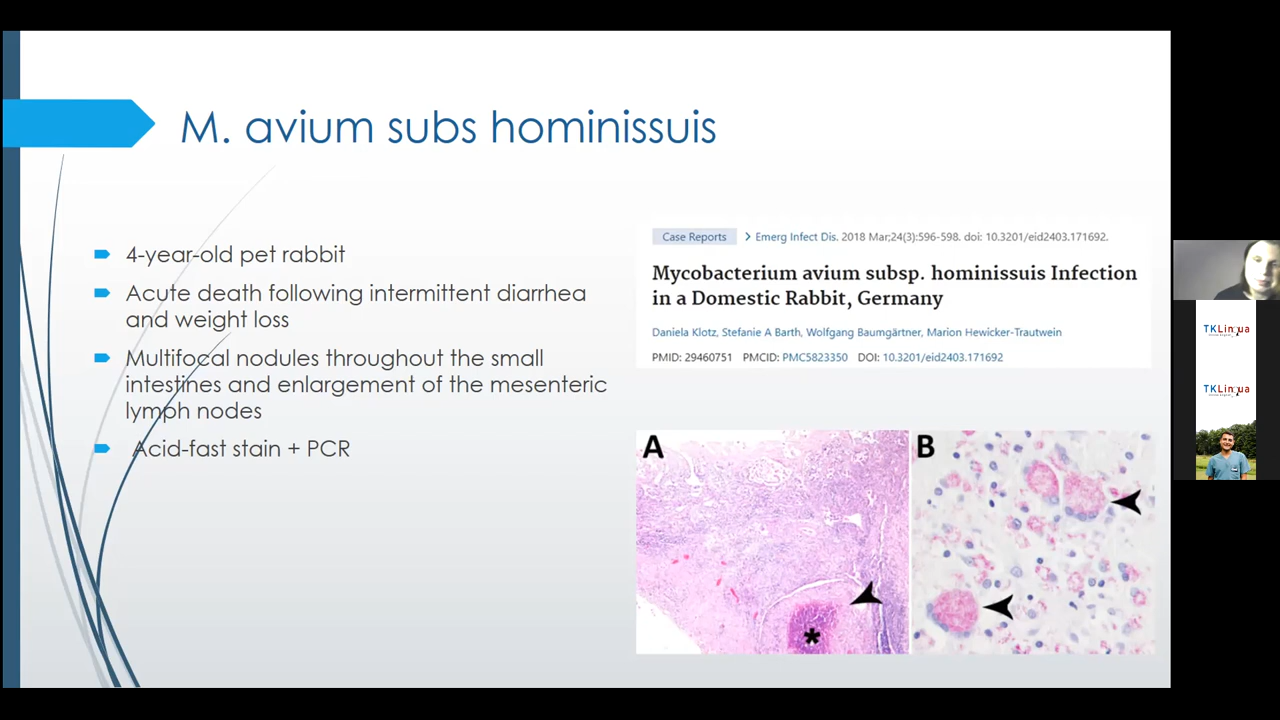 M. avium subs hominissuis
4-year-old pet rabbit
Acute death following intermittent diarrhea
and weight loss
Multifocal nodules throughout the small
intestines and enlargement of the mesenteric
lymph nodes
Acid-fast stain + PCR
Case Reports > Emerg Infect Dis. 2018 Mar;24(3):596-598. doi: 10.3201/eid2403.171692.
Mycobacterium avium subsp. hominissuis Infection
in a Domestic Rabbit, Germany
Daniela Klotz, Stefanie A Barth, Wolfgang Baumgärtner, Marion Hewicker-Trautwein
PMID: 29460751 PMCID: PMC5823350 DOI: 10.3201/eid2403.171692
A
*
B
TKLingua
TKLingua